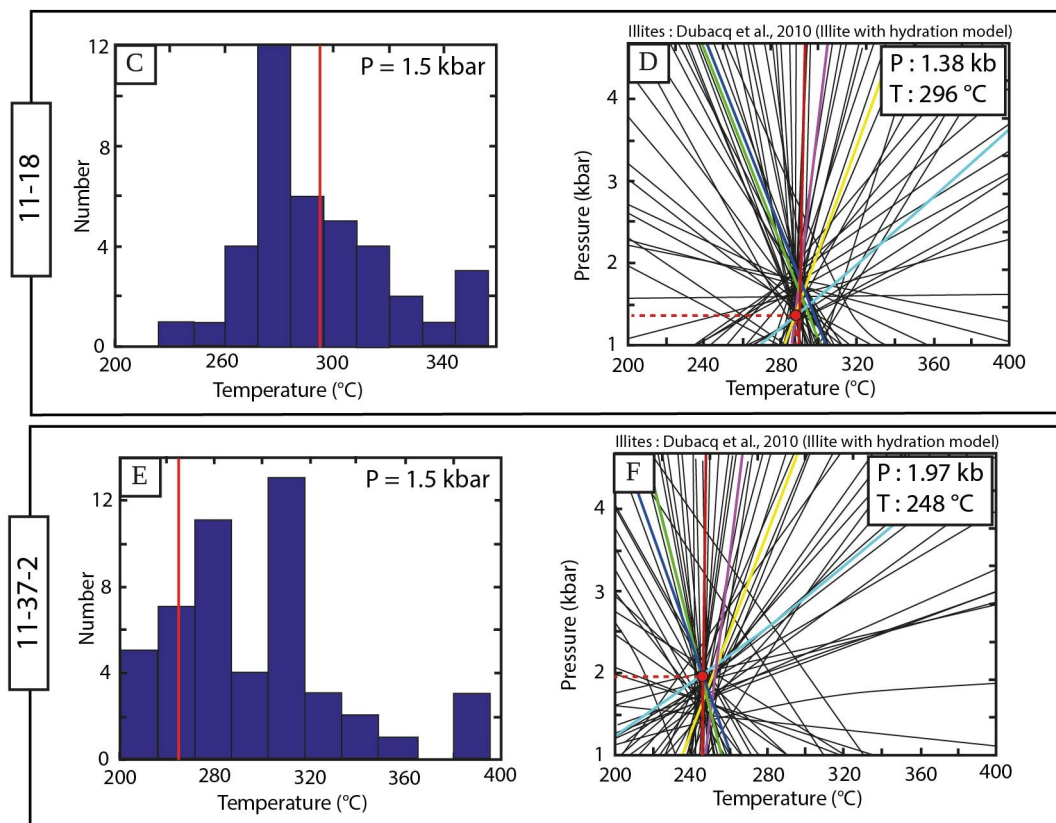 11-18
C
P = 1.5 kbar
12
8
4
0
Number
200
260
300
340
Temperature (°C)
Illites : Dubacq et al., 2010 (Illite with hydration model)
D
P : 1.38 kb
T : 296 °C
4
3
2
1
Pressure (kbar)
200
240
280
320
360
400
Temperature (°C)
11-37-2
E
P = 1.5 kbar
12
8
4
0
Number
200
280
320
360
400
Temperature (°C)
Illites : Dubacq et al., 2010 (Illite with hydration model)
F
P : 1.97 kb
T : 248 °C
4
3
2
1
Pressure (kbar)
200
240
280
320
360
400
Temperature (°C)